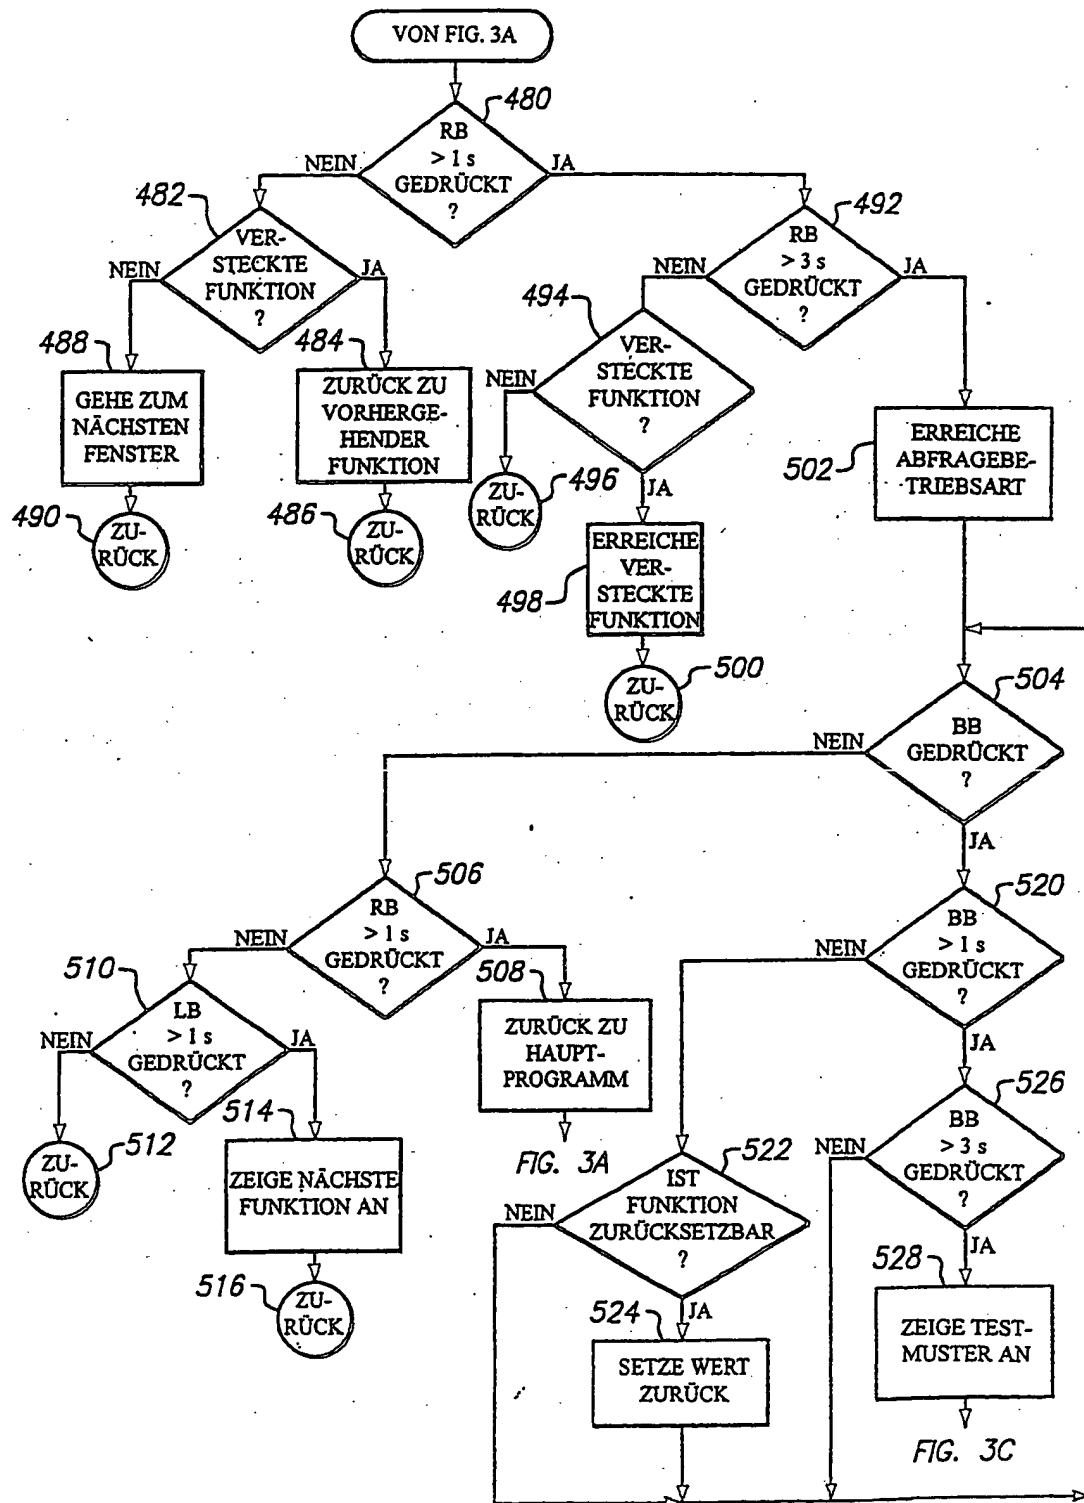 VON FIG. 3A
480
RB
> 1 s
GEDRÜCKT
?
NEIN
JA
482
VER-
STECKTE
FUNKTION
?
NEIN
JA
492
RB
> 3 s
GEDRÜCKT
?
NEIN
JA
488
GEHE ZUM
NÄCHSTEN
FENSTER
484
ZURÜCK ZU
VORHERGE-
HENDER
FUNKTION
494
VER-
STECKTE
FUNKTION
?
NEIN
JA
502
ERREICHE
ABFRAGEBE-
TRIEBSART
490
ZU-
RÜCK
486
ZU-
RÜCK
496
ZU-
RÜCK
498
ERREICHE
VER-
STECKTE
FUNKTION
500
ZU-
RÜCK
504
BB
GEDRÜCKT
?
NEIN
JA
506
RB
> 1 s
GEDRÜCKT
?
NEIN
JA
520
BB
> 1 s
GEDRÜCKT
?
NEIN
JA
510
LB
> 1 s
GEDRÜCKT
?
NEIN
JA
508
ZURÜCK ZU
HAUPT-
PROGRAMM
FIG. 3A
526
BB
> 3 s
GEDRÜCKT
?
NEIN
JA
512
ZU-
RÜCK
514
ZEIGE NÄCHSTE
FUNKTION AN
516
ZU-
RÜCK
522
IST
FUNKTION
ZURÜCKSETZBAR
?
NEIN
JA
524
SETZE WERT
ZURÜCK
528
ZEIGE TEST-
MUSTER AN
FIG. 3C